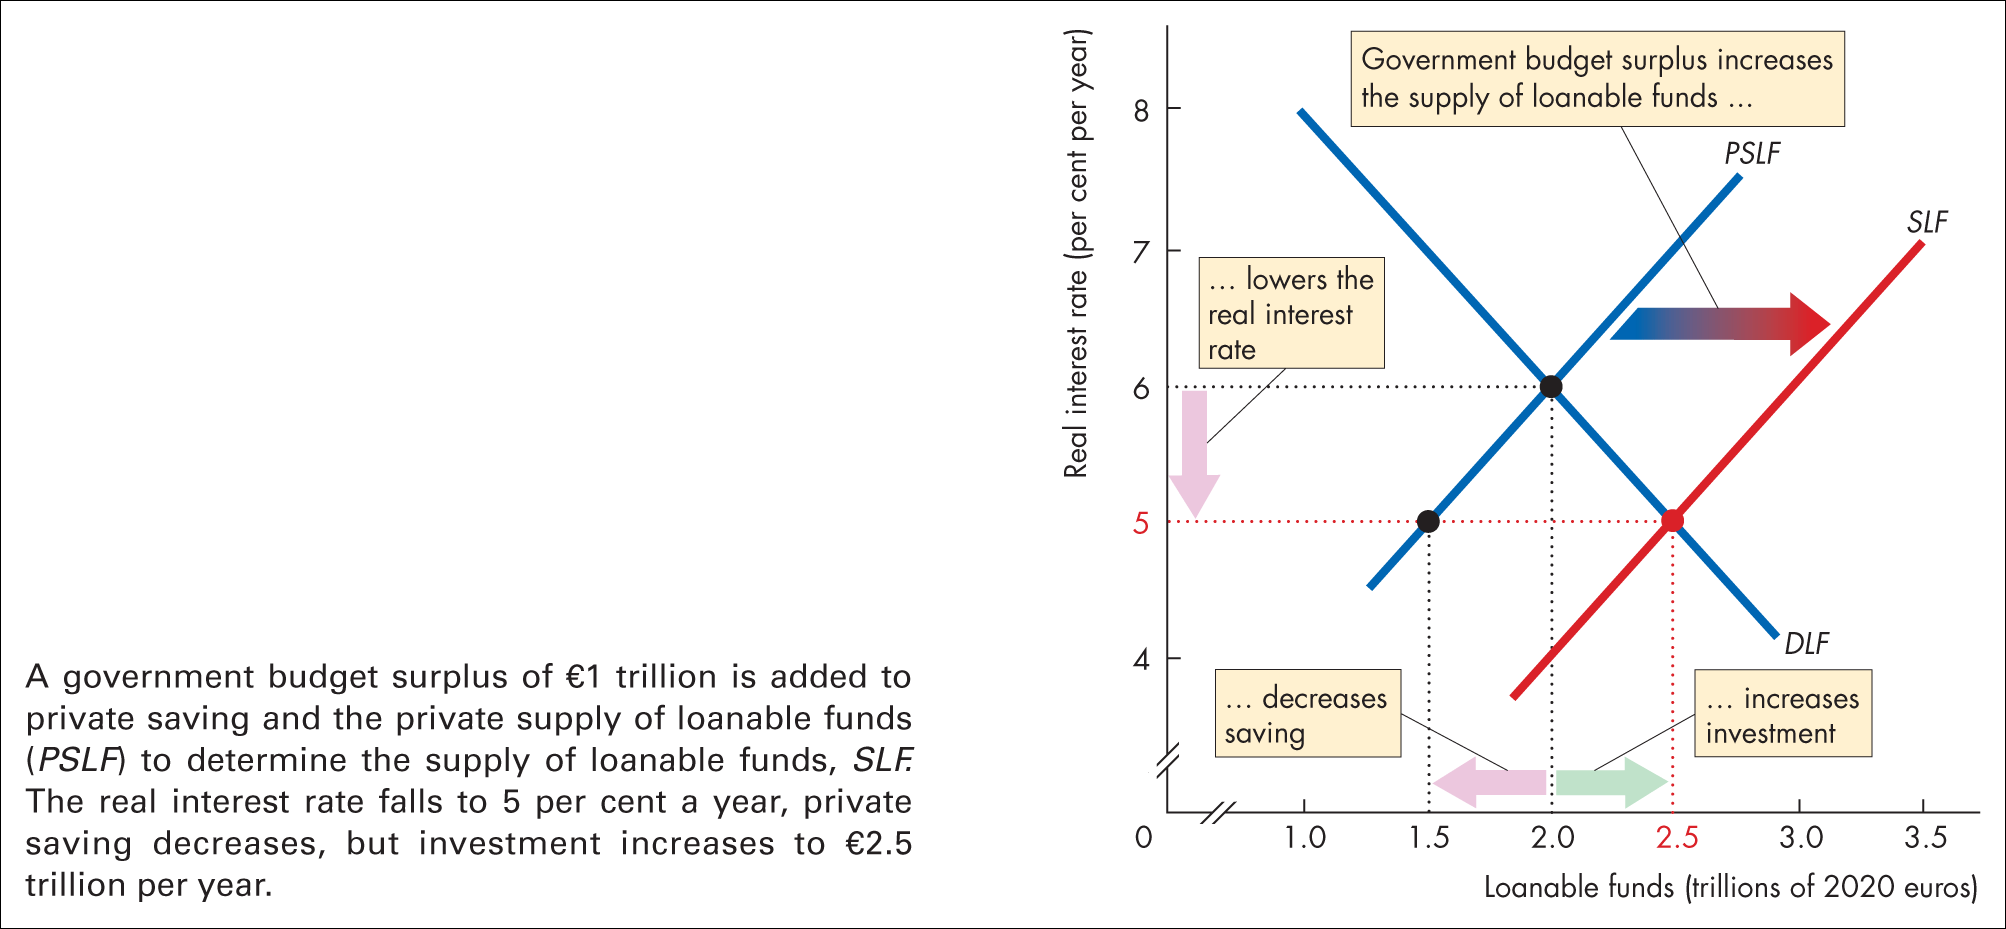 A government budget surplus of €1 trillion is added to
private saving and the private supply of loanable funds
(PSLF) to determine the supply of loanable funds, SLF.
The real interest rate falls to 5 per cent a year, private
saving decreases, but investment increases to €2.5
trillion per year.
Real interest rate (per cent per year)
8
7
6
5
4
0
Government budget surplus increases
the supply of loanable funds …
PSLF
SLF
… lowers the
real interest
rate
DLF
… decreases
saving
… increases
investment
1.0
1.5
2.0
2.5
3.0
3.5
Loanable funds (trillions of 2020 euros)